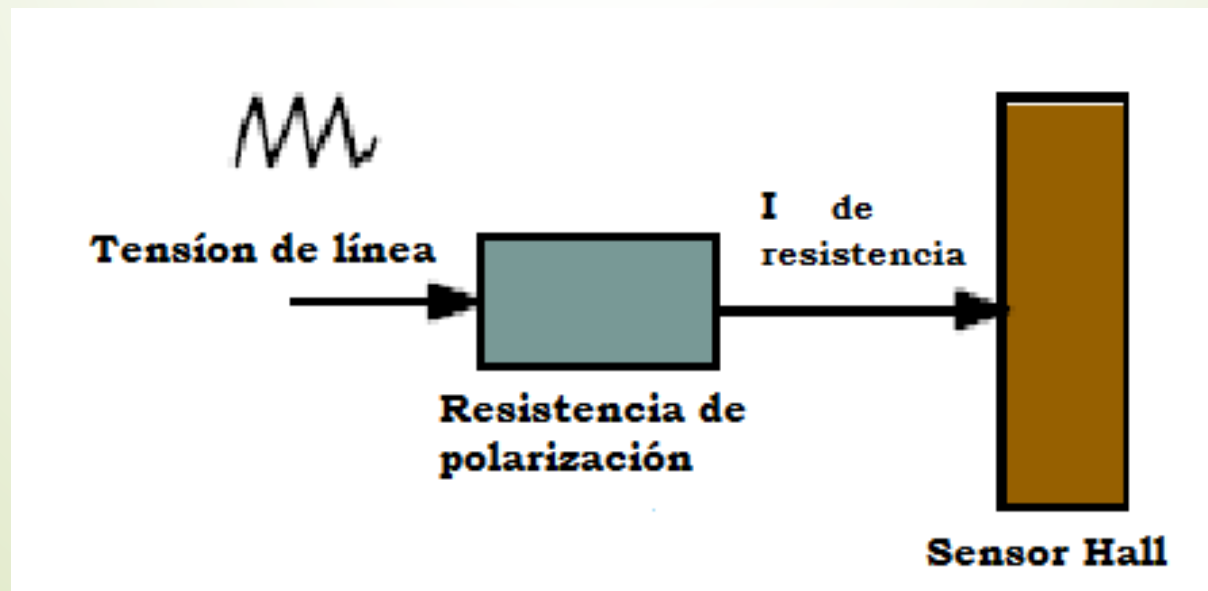 Tensíon de línea
I de
resistencia
Resistencia de
polarización
Sensor Hall